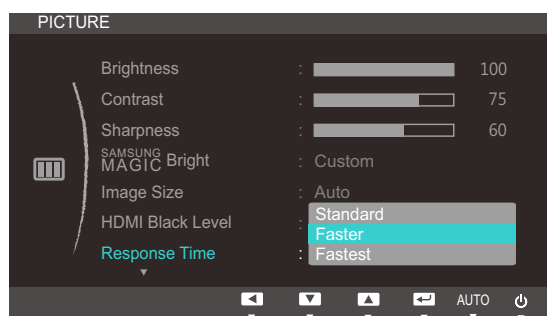 PICTURE
Brightness : 100
Contrast : 75
Sharpness : 60
SAMSUNG MAGIC Bright : Custom
Image Size : Auto
HDMI Black Level :
Standard
Faster
Response Time :
Fastest
AUTO